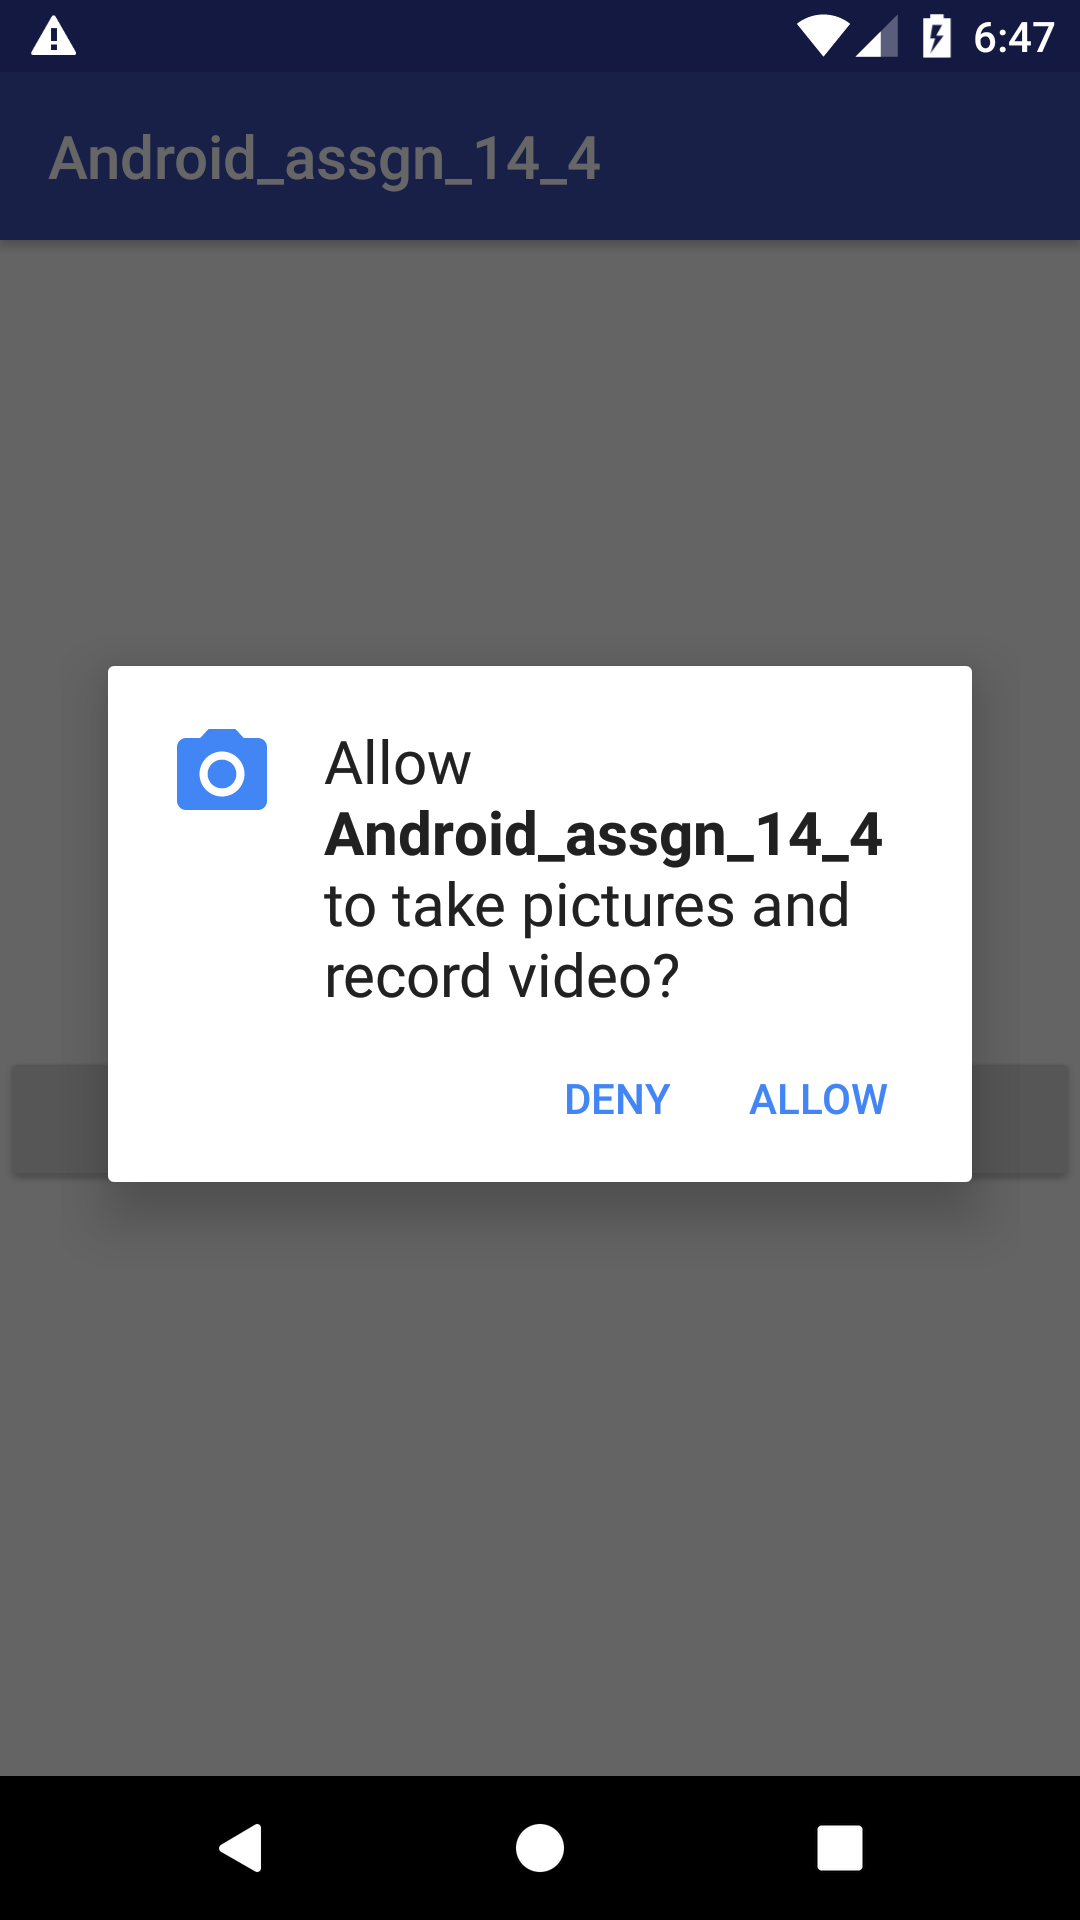 6:47
Android_assgn_14_4
Allow
Android_assgn_14_4
to take pictures and
record video?
DENY ALLOW